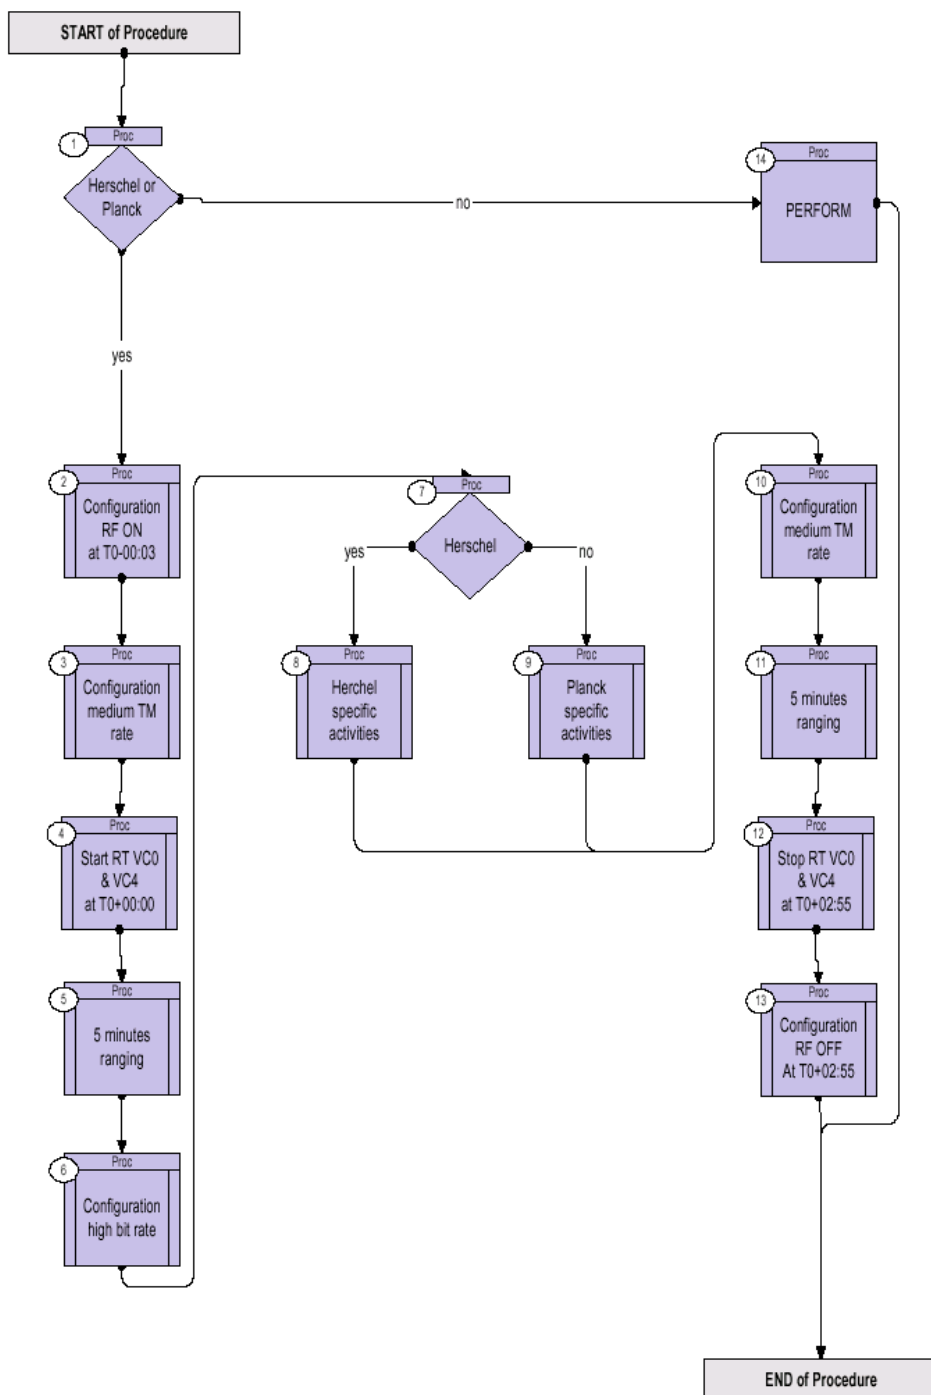 START of Procedure
1
Proc
Herschel or
Planck
no
14
Proc
PERFORM
yes
2
Proc
Configuration
RF ON
at T0-00:03
3
Proc
Configuration
medium TM
rate
4
Proc
Start RT VC0
& VC4
at T0+00:00
5
Proc
5 minutes
ranging
6
Proc
Configuration
high bit rate
7
Proc
Herschel
yes
no
8
Proc
Herchel
specific
activities
9
Proc
Planck
specific
activities
10
Proc
Configuration
medium TM
rate
11
Proc
5 minutes
ranging
12
Proc
Stop RT VC0
& VC4
at T0+02:55
13
Proc
Configuration
RF OFF
At T0+02:55
END of Procedure